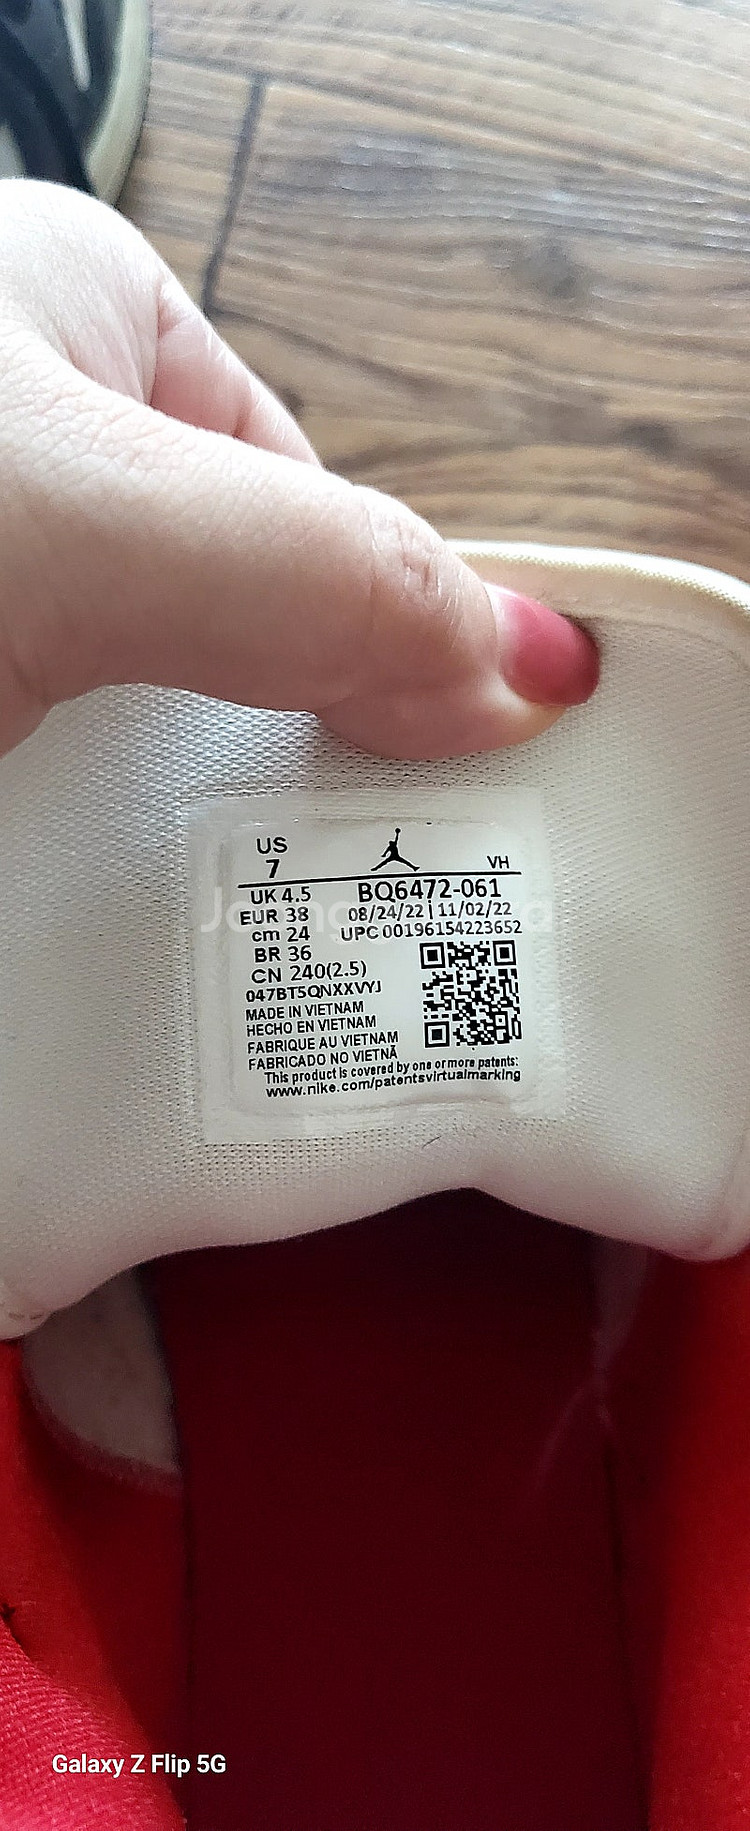 US
7
VH
UK 4.5
BQ6472-061
EUR 38
08/24/22 | 11/02/22
cm 24
UPC 00196154223652
BR 36
CN 240(2.5)
047BT5QNXXVYJ
MADE IN VIETNAM
HECHO EN VIETNAM
FABRIQUE AU VIETNAM
FABRICADO NO VIETNÃ
This product is covered by one or more patents:
www.nike.com/patentsvirtualmarking
Galaxy Z Flip 5G